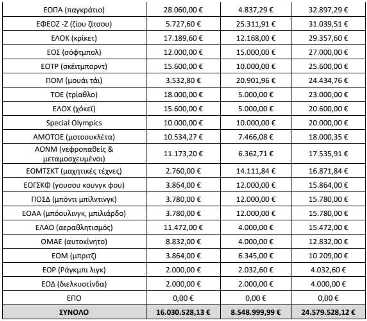 ΕΟΠΑ (παγκράτιο) 28.060,00 € 4.837,29 € 32.897,29 €
ΕΦΕΟΖ -Ζ (ζίου ζίτσου) 5.727,60 € 25.311,91 € 31.039,51 €
ΕΛΟΚ (κρίκετ) 17.189,60 € 12.168,00 € 29.357,60 €
ΕΟΣ (σόφτμπολ) 12.000,00 € 15.000,00 € 27.000,00 €
ΕΟΤΡ (σκέιτμπορντ) 15.600,00 € 10.000,00 € 25.600,00 €
ΠΟΜ (μουάι τάι) 3.532,80 € 20.901,96 € 24.434,76 €
ΤΟΕ (τρίαθλο) 18.000,00 € 5.000,00 € 23.000,00 €
ΕΛΟΧ (χόκεϊ) 15.600,00 € 5.000,00 € 20.600,00 €
Special Olympics 10.000,00 € 10.000,00 € 20.000,00 €
ΑΜΟΤΟΕ (μοτοσυκλέτα) 10.534,27 € 7.466,08 € 18.000,35 €
ΑΟΝΜ (νεφροπαθείς &
μεταμοσχευμένοι) 11.173,20 € 6.362,71 € 17.535,91 €
ΕΟΜΤΣΚΤ (μαχητικές τέχνες) 2.760,00 € 14.111,84 € 16.871,84 €
ΕΟΓΣΚΦ (γουσου κουνγκ φου) 3.864,00 € 12.000,00 € 15.864,00 €
ΠΟΣΔ (μπόντι μπίλντινγκ) 3.780,00 € 12.000,00 € 15.780,00 €
ΕΟΑΑ (μπόουλινγκ, μπιλιάρδο) 3.780,00 € 12.000,00 € 15.780,00 €
ΕΛΑΟ (αεραθλητισμός) 11.472,00 € 4.000,00 € 15.472,00 €
ΟΜΑΕ (αυτοκίνητο) 8.832,00 € 4.000,00 € 12.832,00 €
ΕΟΜ (μπριτζ) 3.864,00 € 6.345,00 € 10.209,00 €
ΕΟΡ (Ράγκμπι λιγκ) 2.000,00 € 2.032,60 € 4.032,60 €
ΕΟΔ (διελκυσίνδα) 2.000,00 € 2.000,00 € 4.000,00 €
ΕΠΟ 0,00 € 0,00 € 0,00 €
ΣΥΝΟΛΟ 16.030.528,13 € 8.548.999,99 € 24.579.528,12 €